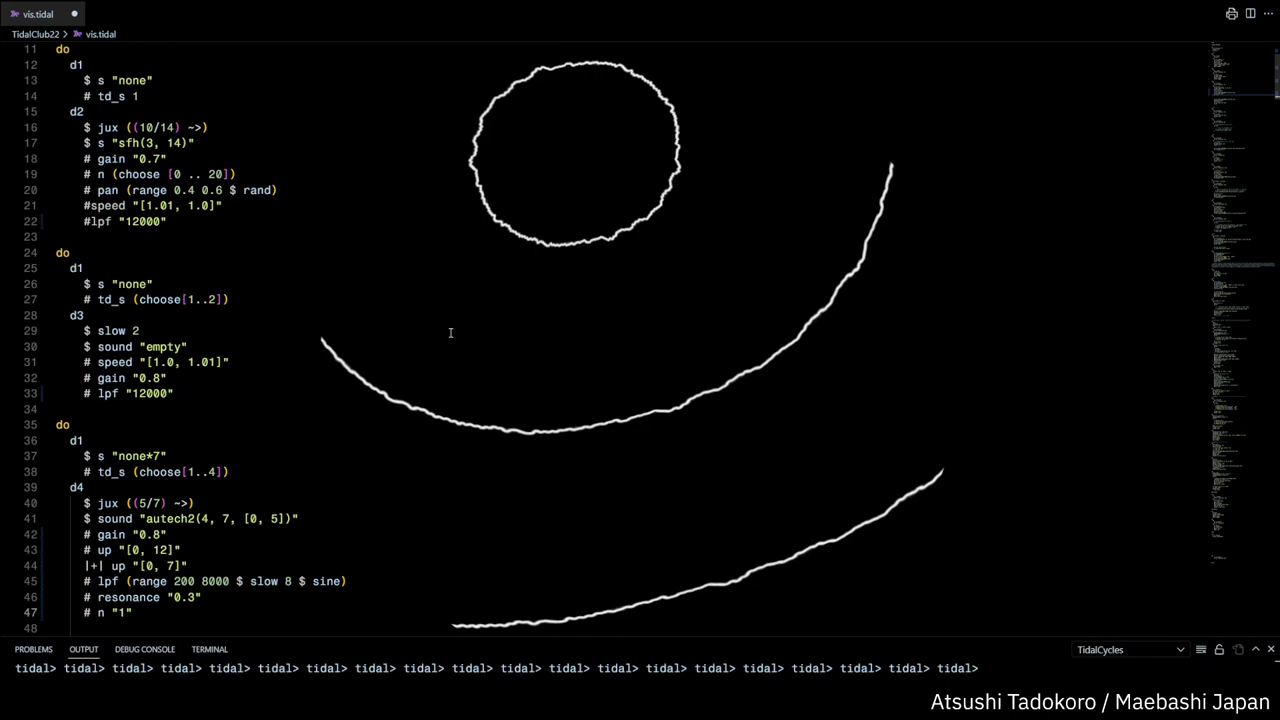 vis.tidal
TidalClub22 > vis.tidal
11 do
12 d1
13 $ s "none"
14 # td_s 1
15 d2
16 $ jux ((10/14) ~>)
17 $ s "sfh(3, 14)"
18 # gain "0.7"
19 # n (choose [0 .. 20])
20 # pan (range 0.4 0.6 $ rand)
21 #speed "[1.01, 1.0]"
22 #lpf "12000"
23
24 do
25 d1
26 $ s "none"
27 # td_s (choose[1..2])
28 d3
29 $ slow 2
30 $ sound "empty"
31 # speed "[1.0, 1.01]"
32 # gain "0.8"
33 # lpf "12000"
34
35 do
36 d1
37 $ s "none*7"
38 # td_s (choose[1..4])
39 d4
40 $ jux ((5/7) ~>)
41 $ sound "autech2(4, 7, [0, 5])"
42 # gain "0.8"
43 # up "[0, 12]"
44 |+| up "[0, 7]"
45 # lpf (range 200 8000 $ slow 8 $ sine)
46 # resonance "0.3"
47 # n "1"
48
PROBLEMS OUTPUT DEBUG CONSOLE TERMINAL TidalCycles
tidal> tidal> tidal> tidal> tidal> tidal> tidal> tidal> tidal> tidal> tidal> tidal> tidal> tidal> tidal> tidal> tidal> tidal> tidal> tidal>
Atsushi Tadokoro / Maebashi Japan